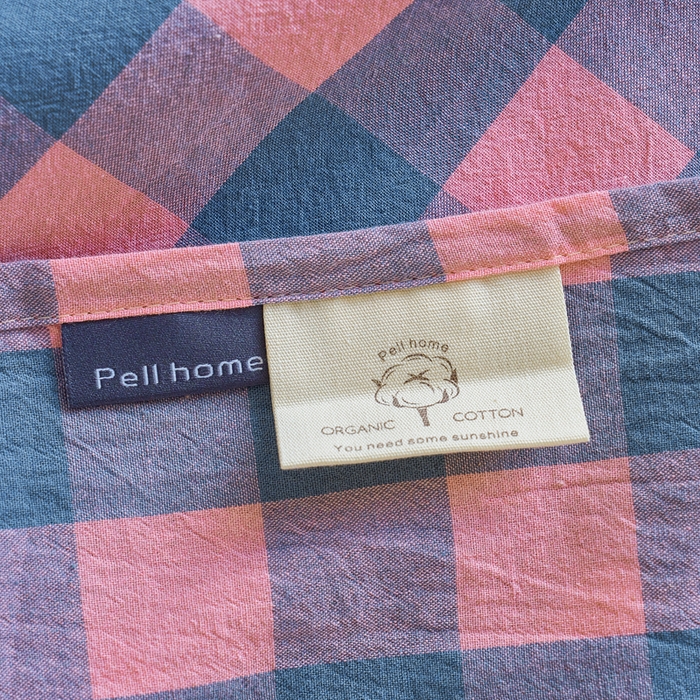 Pell home
Pell home
ORGANIC COTTON
You need some sunshine